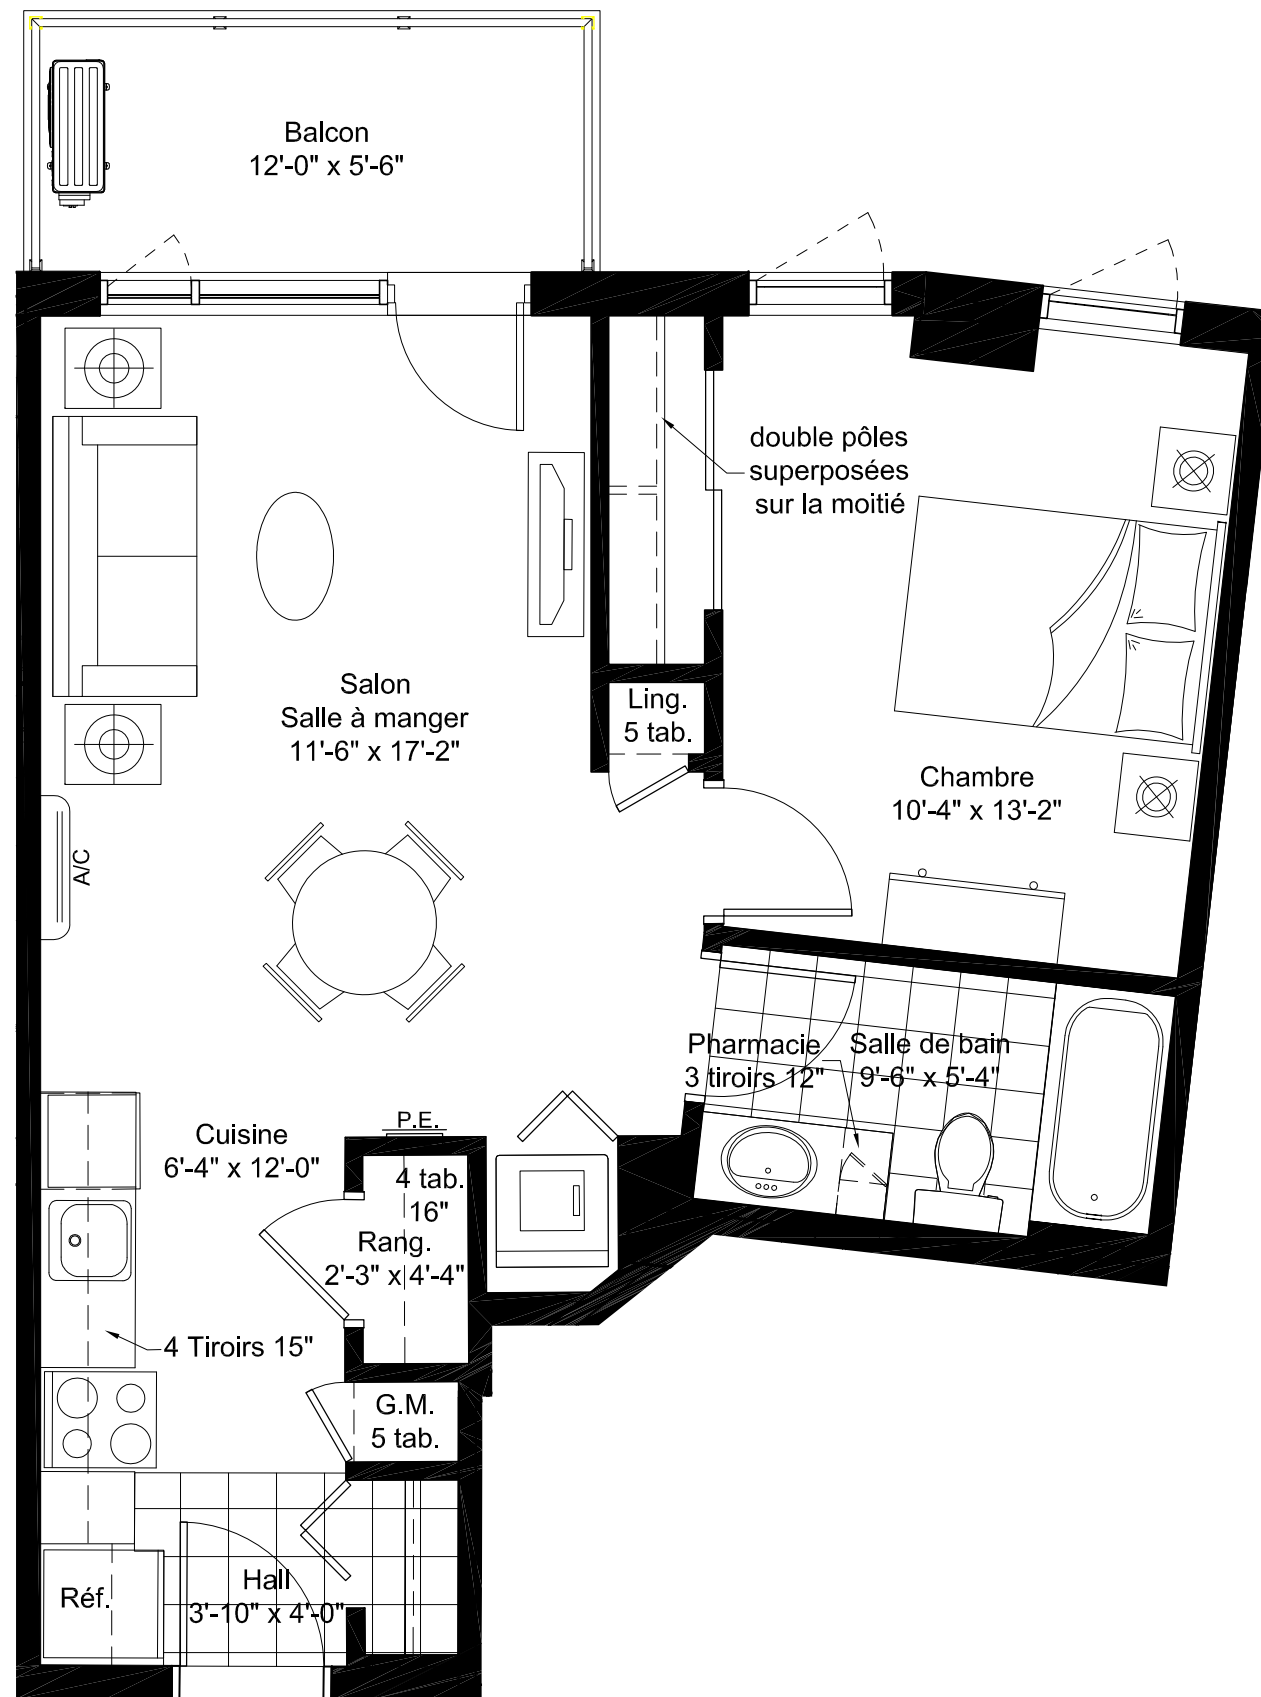 Balcon
12'-0" x 5'-6"
double pôles
superposées
sur la moitié
Salon
Salle à manger
11'-6" x 17'-2"
Ling.
5 tab.
Chambre
10'-4" x 13'-2"
A/C
Pharmacie
3 tiroirs 12"
Salle de bain
9'-6" x 5'-4"
Cuisine
6'-4" x 12'-0"
P.E.
4 tab.
16"
Rang.
2'-3" x 4'-4"
4 Tiroirs 15"
G.M.
5 tab.
Réf.
Hall
3'-10" x 4'-0"